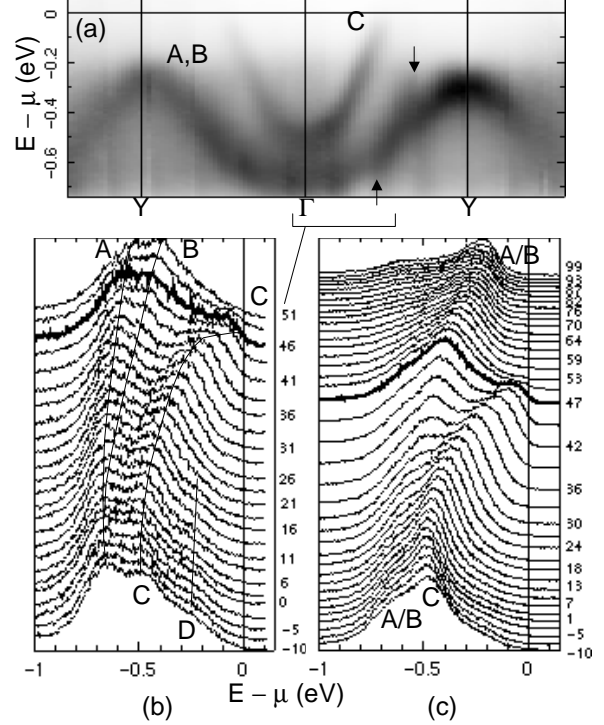 (a)
E − μ (eV)
0
−0.2
−0.4
−0.6
A,B
C
Y
Γ
Y
A
B
C
51
46
41
36
31
26
21
16
11
6
0
−5
−10
C
D
−1
−0.5
0
(b)
E − μ (eV)
A/B
99
93
87
82
76
70
64
59
53
47
42
36
30
24
18
13
7
1
−5
−10
A/B
C
−1
−0.5
0
(c)